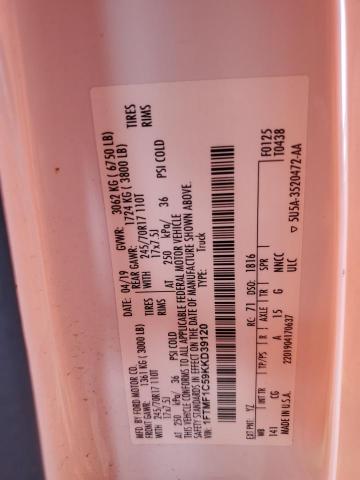 MFD. BY FORD MOTOR CO.
DATE: 04/19 GVWR: 3062 KG ( 6750 LB)
FRONT GAWR: 1361 KG (3000 LB) REAR GAWR: 1724 KG ( 3800 LB)
WITH 245/70R17 110T TIRES
17x7.5J RIMS
AT 250 kPa/ 36 PSI COLD
WITH 245/70R17 110T TIRES
17x7.5J RIMS
AT 250 kPa/ 36 PSI COLD
THIS VEHICLE CONFORMS TO ALL APPLICABLE FEDERAL MOTOR VEHICLE
SAFETY STANDARDS IN EFFECT ON THE DATE OF MANUFACTURE SHOWN ABOVE.
VIN: 1FTMF1C59KKD39120
TYPE: Truck
EXT PNT: YZ RC: 71 DSO: 1B16 F0125
T0438
WB INT TR TP/PS R AXLE TR SPR
141 CG A 15 G NNCC
ULC
2201904170637
▽ 5U5A-3520472-AA